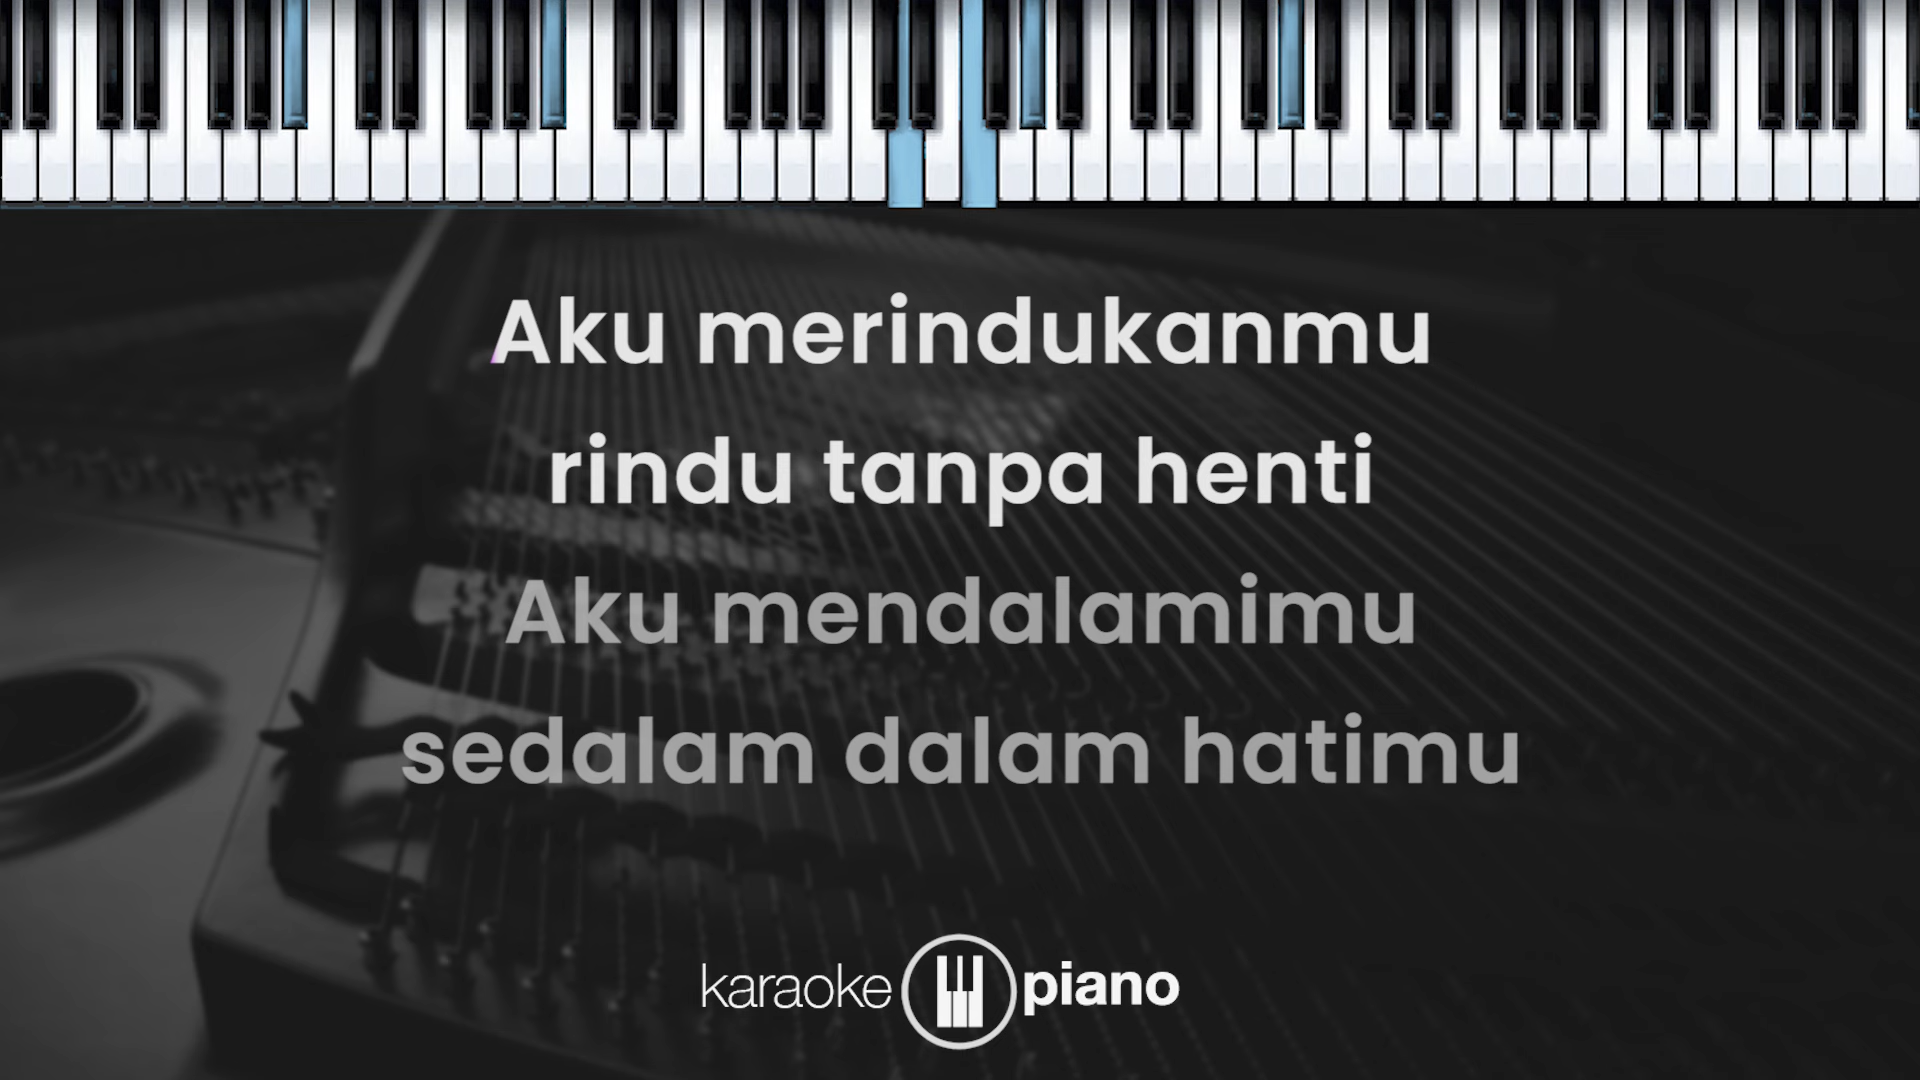 Aku merindukanmu
rindu tanpa henti
Aku mendalamimu
sedalam dalam hatimu
karaoke piano